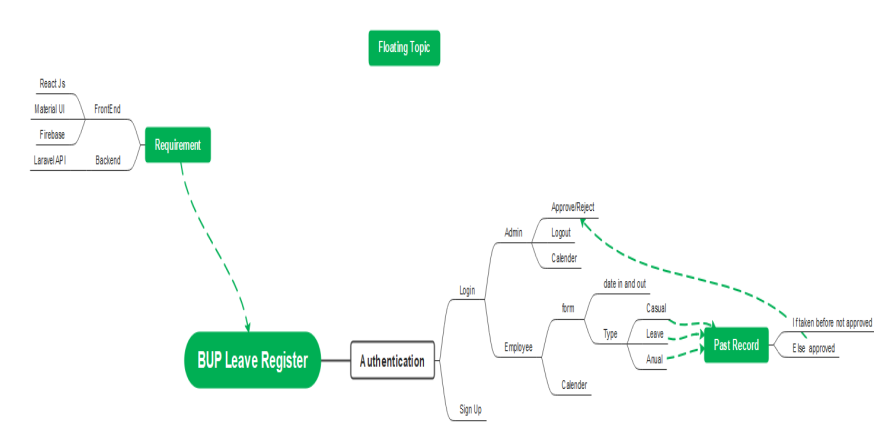 Floating Topic
React Js
Material UI
FrontEnd
Firebase
Requirement
Laravel API
Backend
Approve/Reject
Admin
Logout
Calender
Login
date in and out
form
Casual
If taken before not approved
Type
Leave
Past Record
Employee
Else approved
Anual
BUP Leave Register
Authentication
Calender
Sign Up